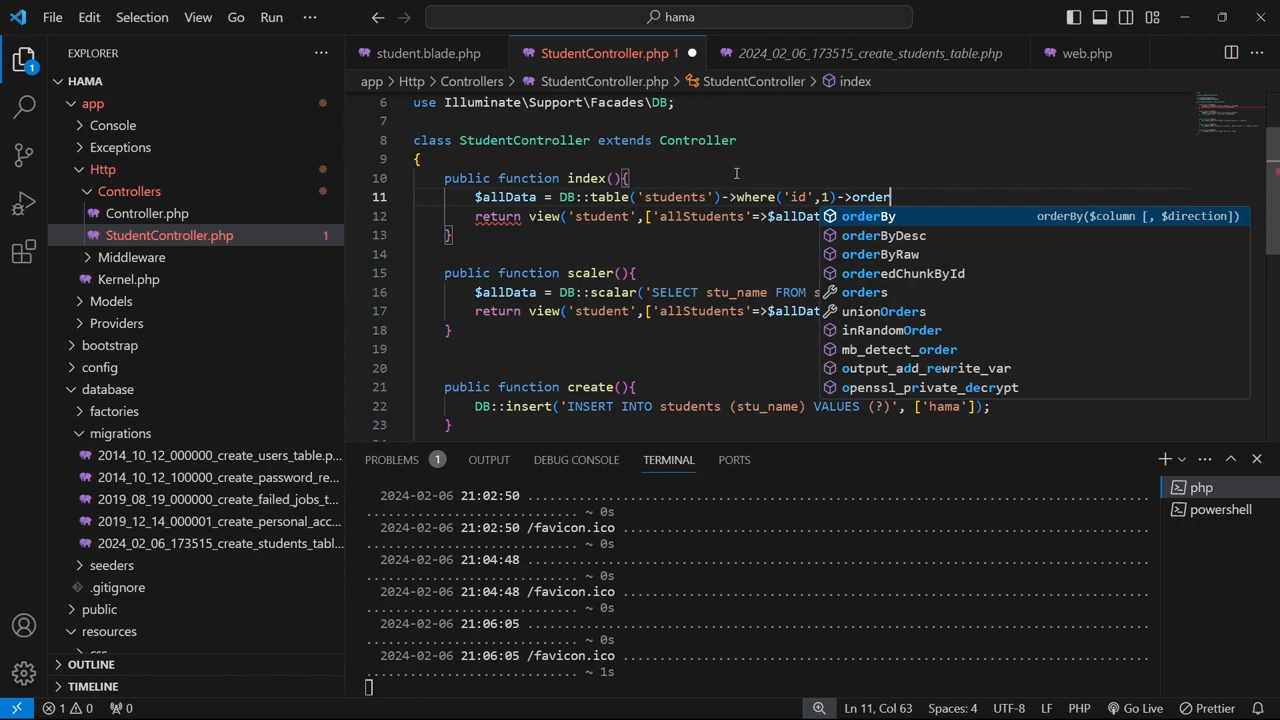 File Edit Selection View Go Run ··· hama
EXPLORER ···
HAMA
app
Console
Exceptions
Http
Controllers
Controller.php
StudentController.php 1
Middleware
Kernel.php
Models
Providers
bootstrap
config
database
factories
migrations
2014_10_12_000000_create_users_table.p...
2014_10_12_100000_create_password_re...
2019_08_19_000000_create_failed_jobs_t...
2019_12_14_000001_create_personal_acc...
2024_02_06_173515_create_students_tabl...
seeders
.gitignore
public
resources
css
OUTLINE
TIMELINE
1
student.blade.php StudentController.php 1 2024_02_06_173515_create_students_table.php web.php ···
app > Http > Controllers > StudentController.php > StudentController > index
6 use Illuminate\Support\Facades\DB;
7
8 class StudentController extends Controller
9 {
10 public function index(){
11 $allData = DB::table('students')->where('id',1)->order
12 return view('student',['allStudents'=>$allDat
13 }
14
15 public function scaler(){
16 $allData = DB::scalar('SELECT stu_name FROM s
17 return view('student',['allStudents'=>$allDat
18 }
19
20
21 public function create(){
22 DB::insert('INSERT INTO students (stu_name) VALUES (?)', ['hama']);
23 }
orderBy orderBy($column [, $direction])
orderByDesc
orderByRaw
orderedChunkById
orders
unionOrders
inRandomOrder
mb_detect_order
output_add_rewrite_var
openssl_private_decrypt
PROBLEMS 1 OUTPUT DEBUG CONSOLE TERMINAL PORTS ···
2024-02-06 21:02:50 ................................................................
........................... ~ 0s
2024-02-06 21:02:50 /favicon.ico ...................................................
........................... ~ 0s
2024-02-06 21:04:48 ................................................................
........................... ~ 0s
2024-02-06 21:04:48 /favicon.ico ...................................................
........................... ~ 0s
2024-02-06 21:06:05 ................................................................
........................... ~ 0s
2024-02-06 21:06:05 /favicon.ico ...................................................
........................... ~ 1s
php
powershell
1 0 0 Ln 11, Col 63 Spaces: 4 UTF-8 LF PHP Go Live Prettier